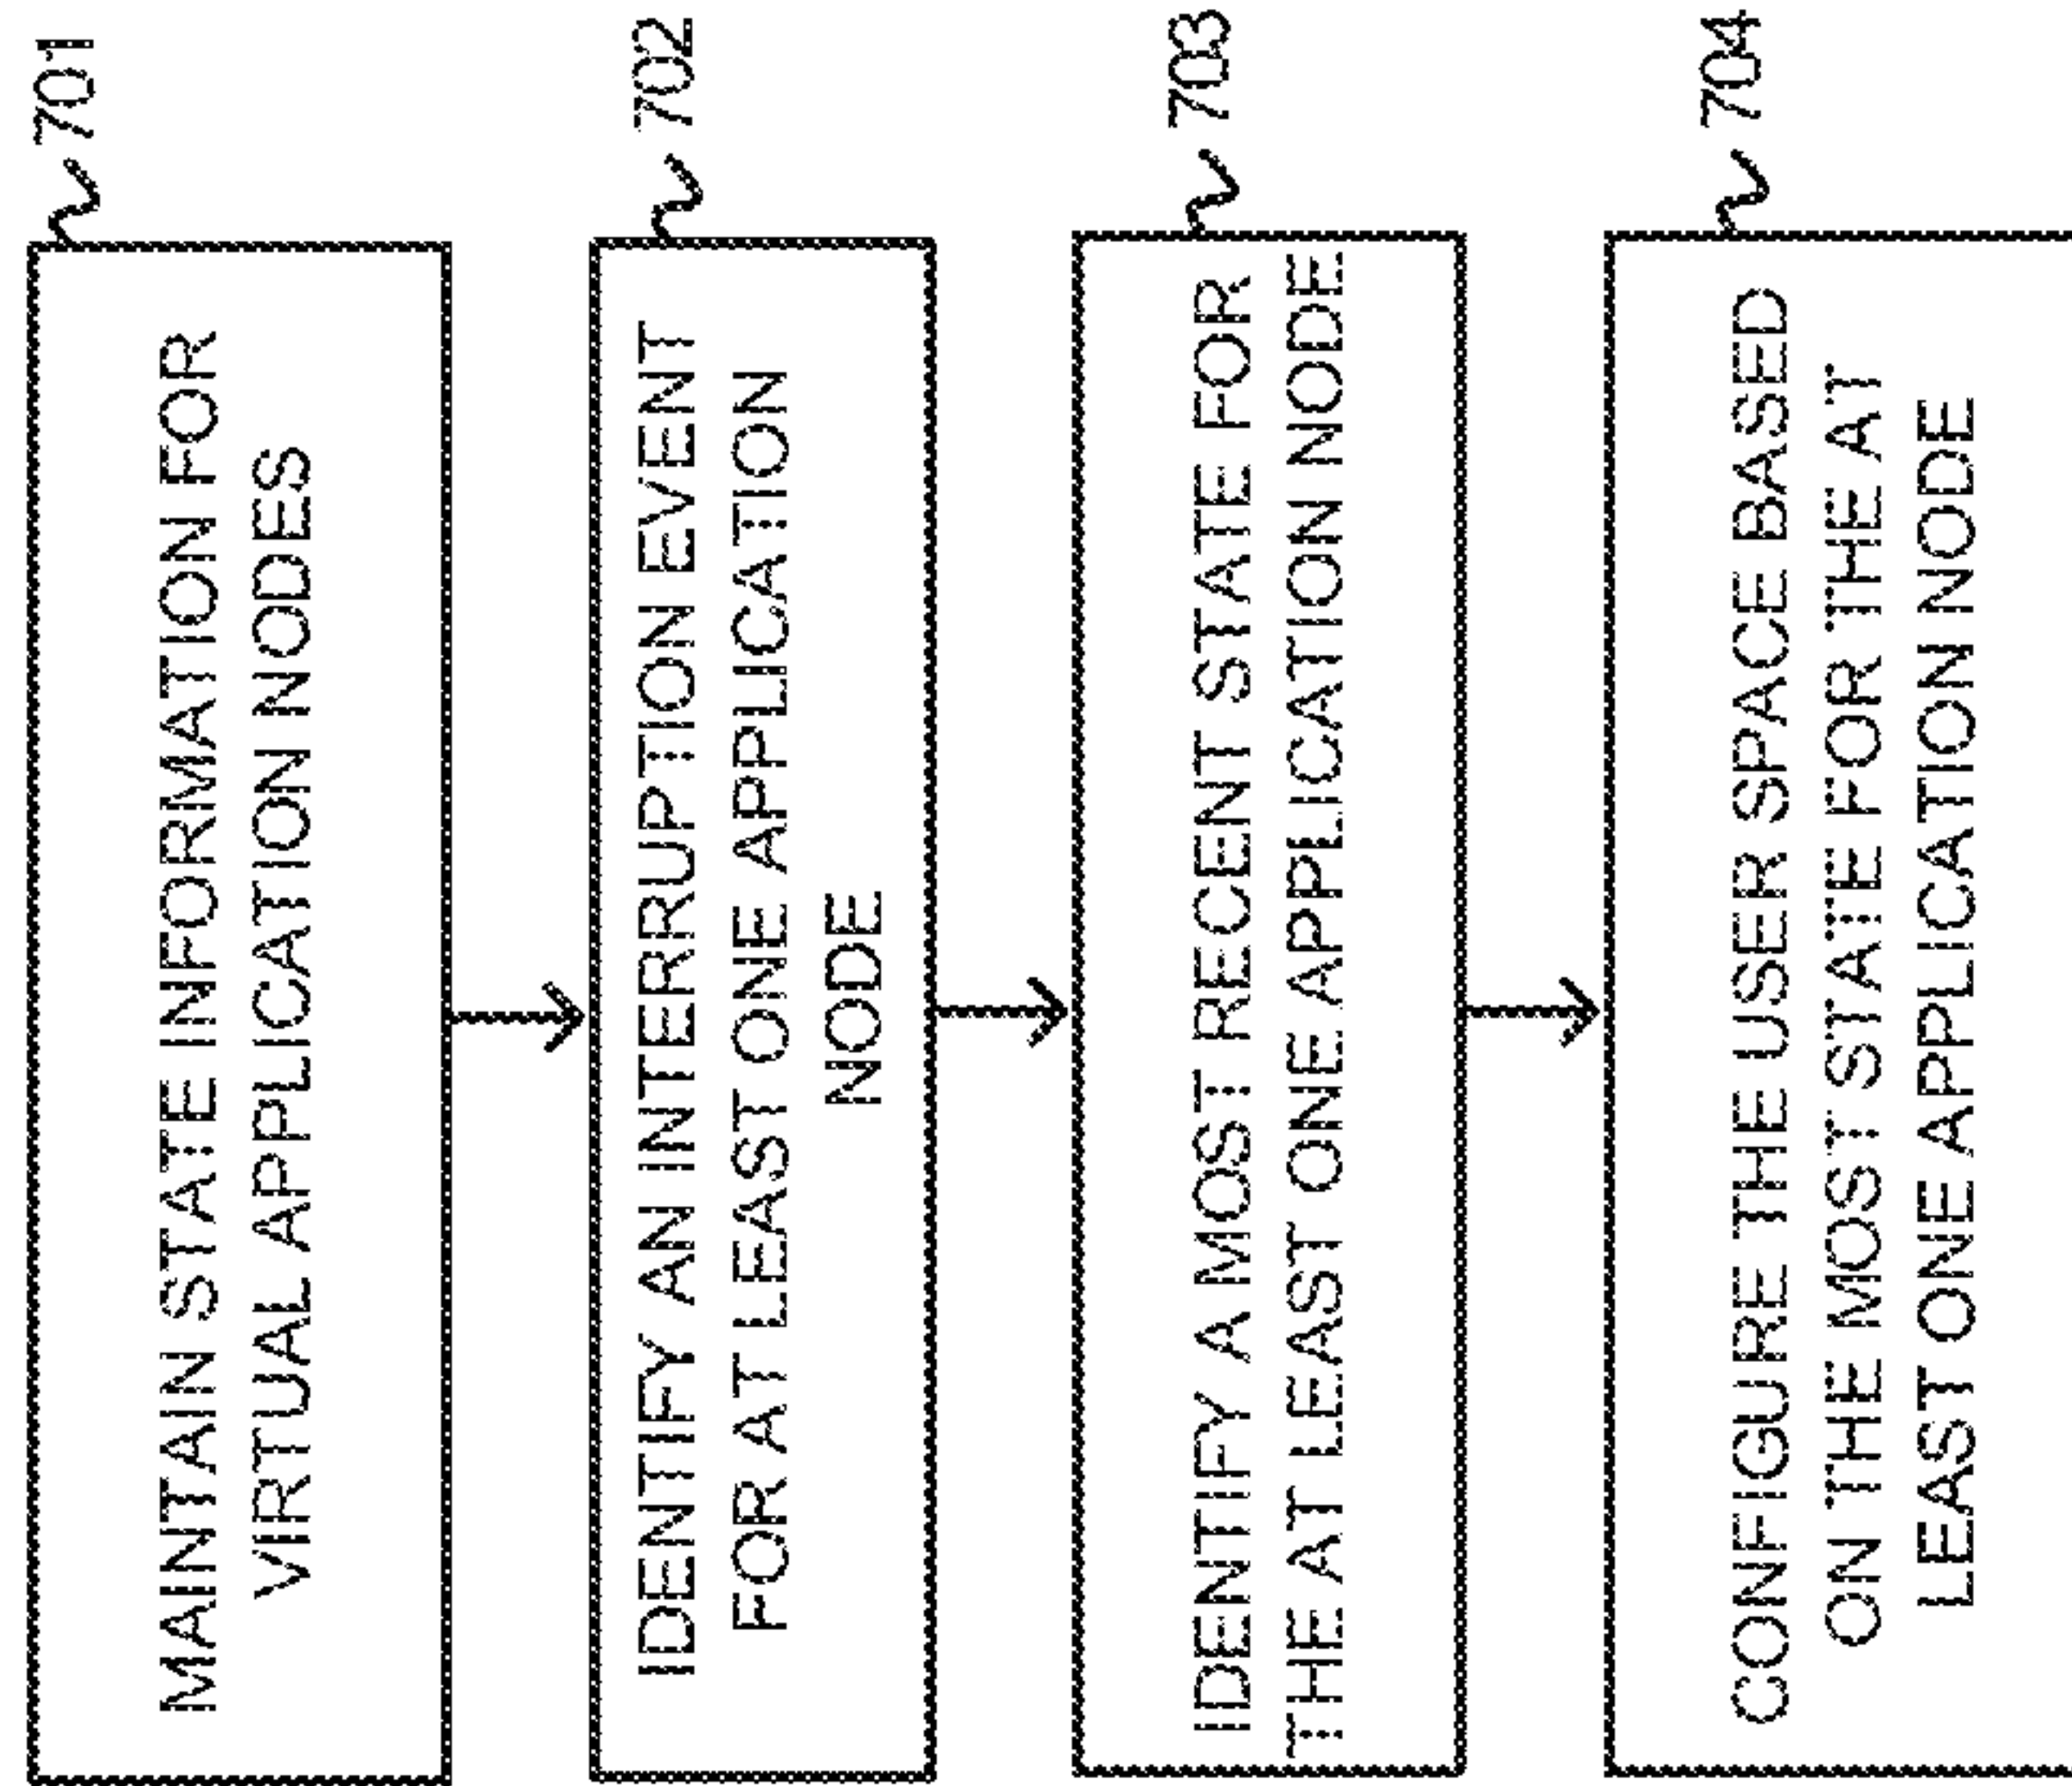 MAINTAIN STATE INFORMATION FOR
VIRTUAL APPLICATION NODES
701
IDENTIFY AN INTERRUPTION EVENT
FOR AT LEAST ONE APPLICATION
NODE
702
IDENTIFY A MOST RECENT STATE FOR
THE AT LEAST ONE APPLICATION NODE
703
CONFIGURE THE USER SPACE BASED
ON THE MOST STATE FOR THE AT
LEAST ONE APPLICATION NODE
704